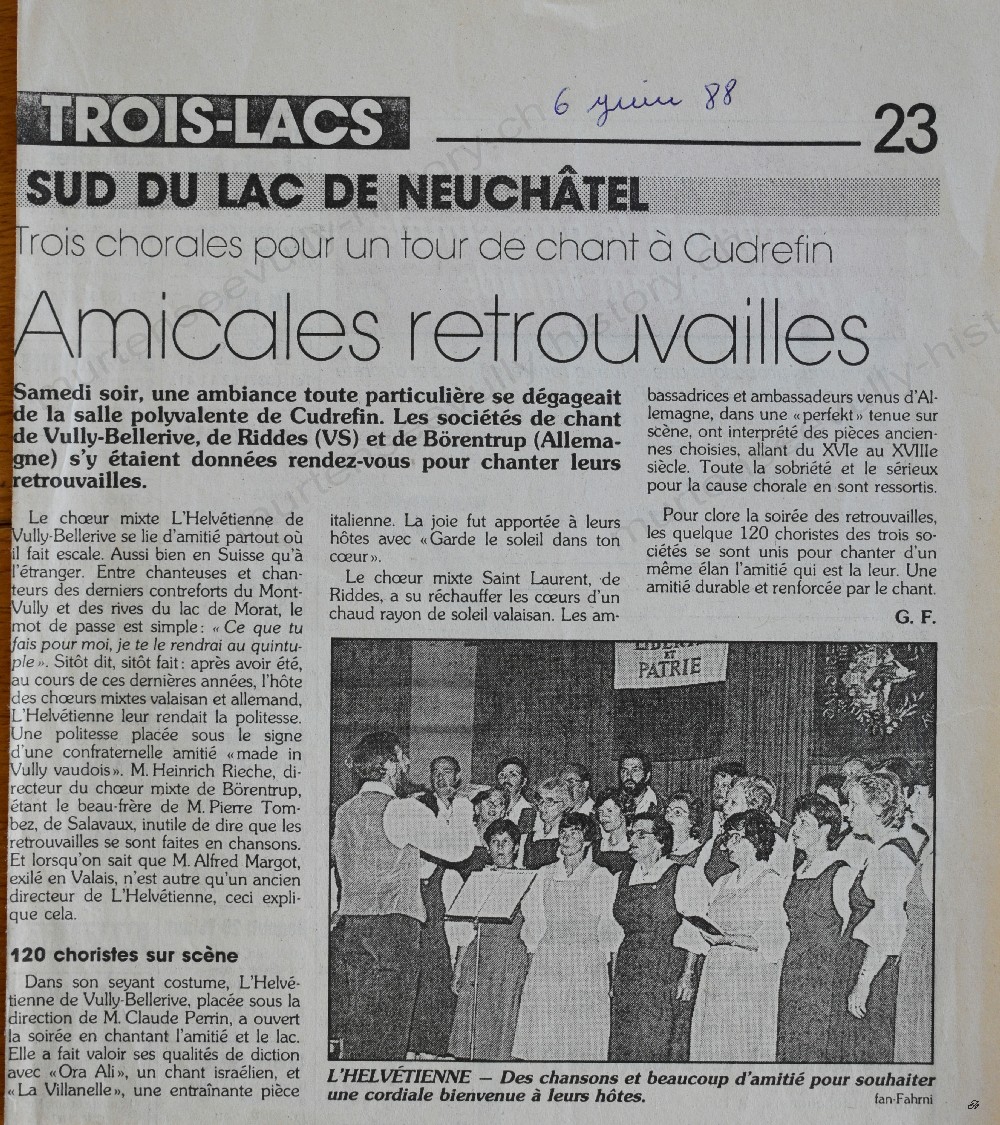 6 juin 88
TROIS-LACS
23
SUD DU LAC DE NEUCHÂTEL
Trois chorales pour un tour de chant à Cudrefin
Amicales retrouvailles
Samedi soir, une ambiance toute particulière se dégageait
de la salle polyvalente de Cudrefin. Les sociétés de chant
de Vully-Bellerive, de Riddes (VS) et de Börentrup (Allema-
gne) s'y étaient données rendez-vous pour chanter leurs
retrouvailles.
Le chœur mixte L'Helvétienne de
Vully-Bellerive se lie d'amitié partout où
il fait escale. Aussi bien en Suisse qu'à
l'étranger. Entre chanteuses et chan-
teurs des derniers contreforts du Mont-
Vully et des rives du lac de Morat, le
mot de passe est simple : « Ce que tu
fais pour moi, je te le rendrai au quintu-
ple ». Sitôt dit, sitôt fait : après avoir été,
au cours de ces dernières années, l'hôte
des chœurs mixtes valaisan et allemand,
L'Helvétienne leur rendait la politesse.
Une politesse placée sous le signe
d'une confraternelle amitié « made in
Vully vaudois ». M. Heinrich Rieche, di-
recteur du chœur mixte de Börentrup,
étant le beau-frère de M. Pierre Tom-
bez, de Salavaux, inutile de dire que les
retrouvailles se sont faites en chansons.
Et lorsqu'on sait que M. Alfred Margot,
exilé en Valais, n'est autre qu'un ancien
directeur de L'Helvétienne, ceci expli-
que cela.
120 choristes sur scène
Dans son seyant costume, L'Helvé-
tienne de Vully-Bellerive, placée sous la
direction de M. Claude Perrin, a ouvert
la soirée en chantant l'amitié et le lac.
Elle a fait valoir ses qualités de diction
avec « Ora Ali », un chant israélien, et
« La Villanelle », une entraînante pièce
italienne. La joie fut apportée à leurs
hôtes avec « Garde le soleil dans ton
cœur ».
Le chœur mixte Saint Laurent, de
Riddes, a su réchauffer les cœurs d'un
chaud rayon de soleil valaisan. Les am-
bassadrices et ambassadeurs venus d'Al-
lemagne, dans une « perfekt » tenue sur
scène, ont interprété des pièces ancien-
nes choisies, allant du XVIe au XVIIIe
siècle. Toute la sobriété et le sérieux
pour la cause chorale en sont ressortis.
Pour clore la soirée des retrouvailles,
les quelque 120 choristes des trois so-
ciétés se sont unis pour chanter d'un
même élan l'amitié qui est la leur. Une
amitié durable et renforcée par le chant.
G. F.
LIBERTÉ
ET
PATRIE
L'HELVÉTIENNE — Des chansons et beaucoup d'amitié pour souhaiter
une cordiale bienvenue à leurs hôtes.
fan-Fahrni